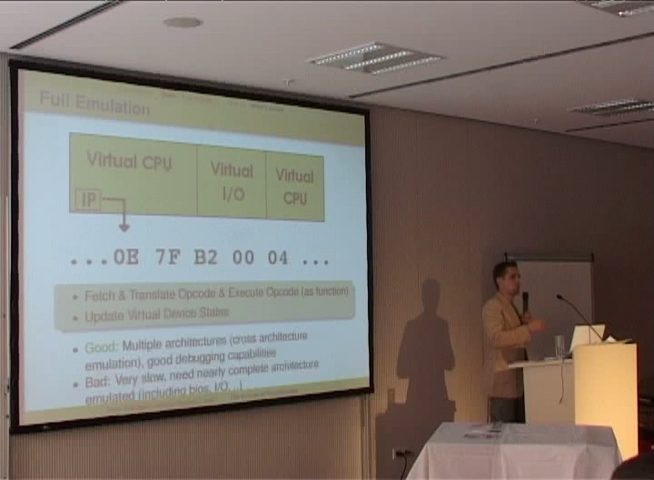 Full Emulation
Virtual CPU
Virtual
I/O
Virtual
CPU
IP
...0E 7F B2 00 04 ...
• Fetch & Translate Opcode & Execute Opcode (as function)
• Update Virtual Device States
• Good: Multiple architectures (cross architecture
emulation), good debugging capabilities
• Bad: Very slow, need nearly complete architecture
emulated (including bios, I/O, ..)